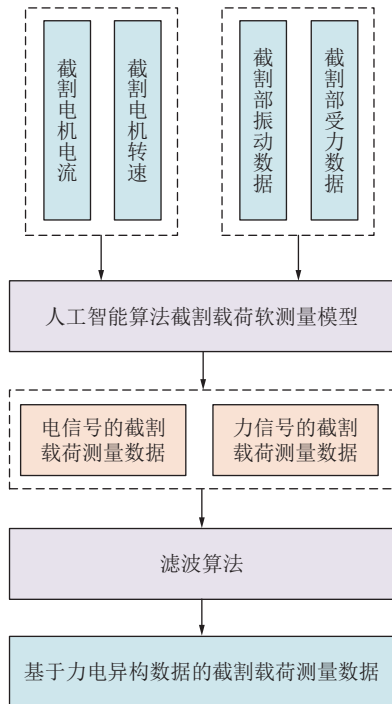 截割电机电流
截割电机转速
截割部振动数据
截割部受力数据
人工智能算法截割载荷软测量模型
电信号的截割
载荷测量数据
力信号的截割
载荷测量数据
滤波算法
基于力电异构数据的截割载荷测量数据